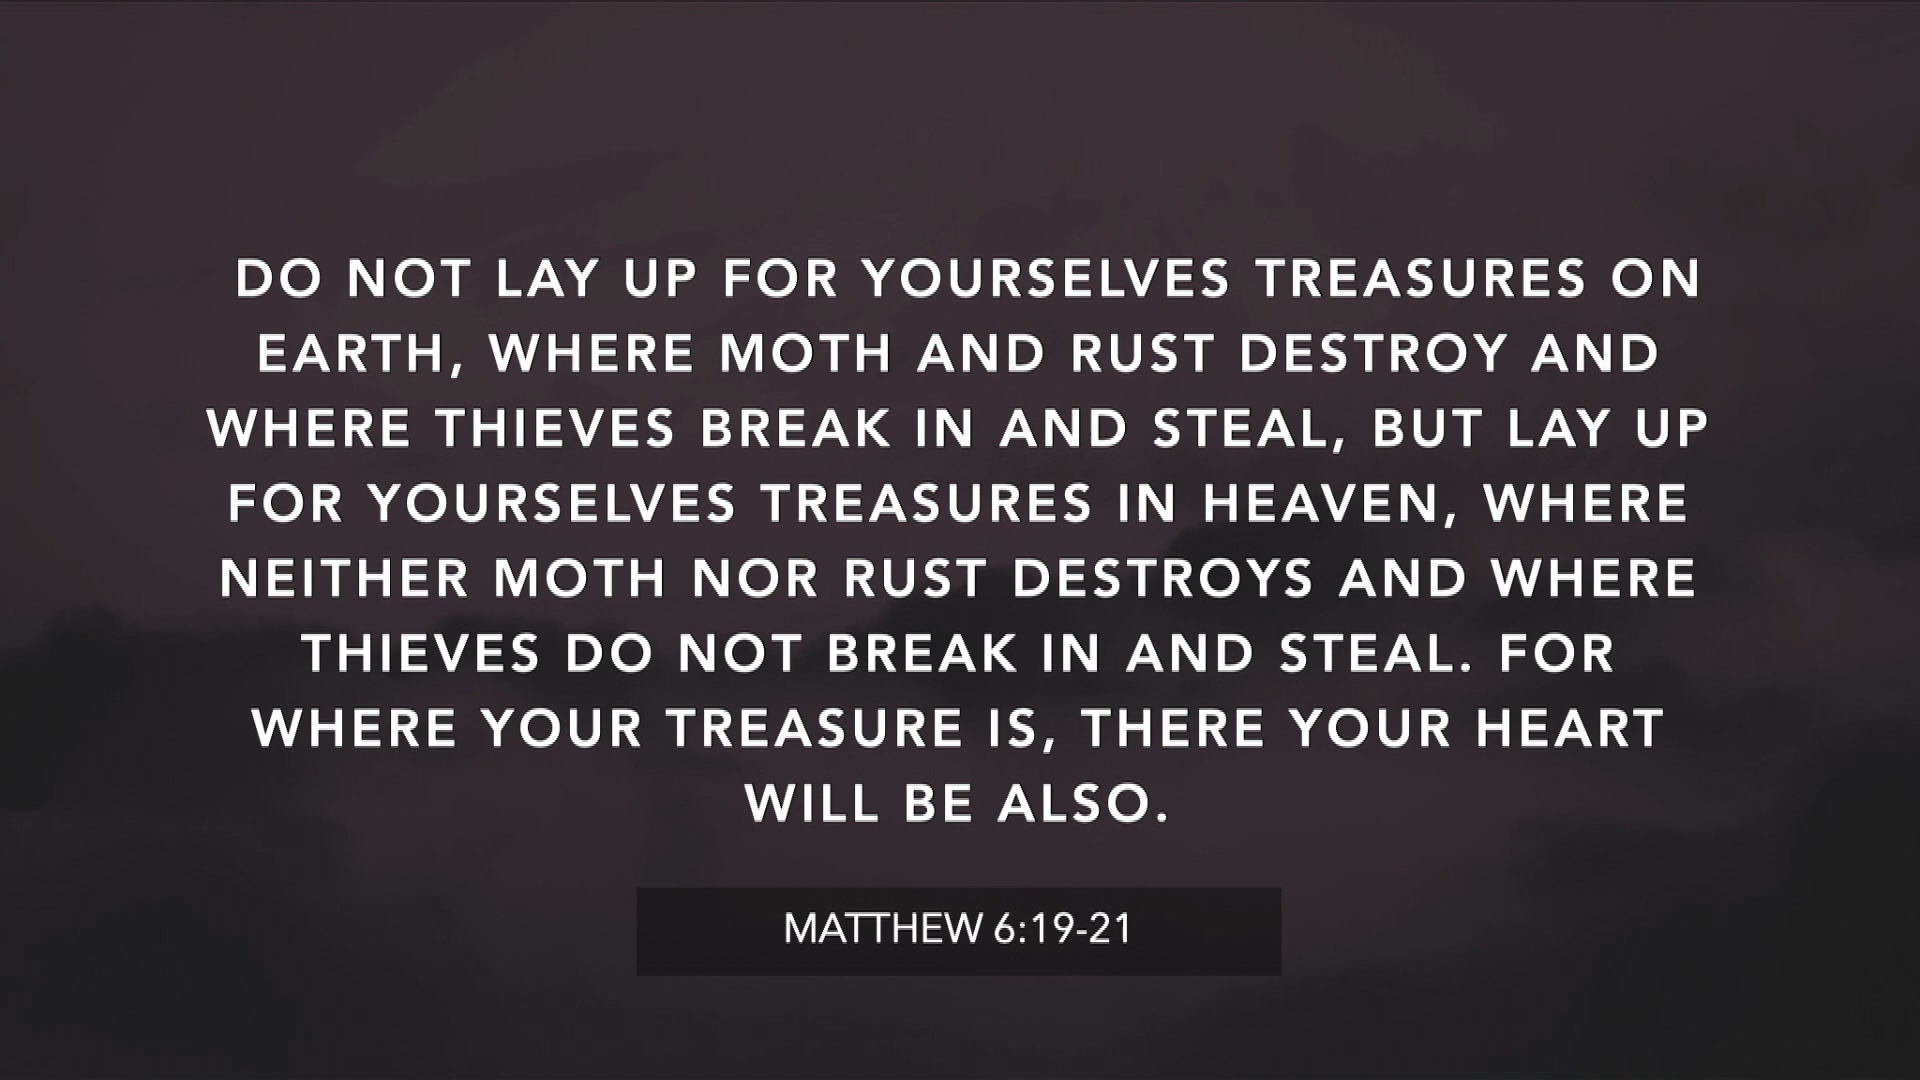 DO NOT LAY UP FOR YOURSELVES TREASURES ON
EARTH, WHERE MOTH AND RUST DESTROY AND
WHERE THIEVES BREAK IN AND STEAL, BUT LAY UP
FOR YOURSELVES TREASURES IN HEAVEN, WHERE
NEITHER MOTH NOR RUST DESTROYS AND WHERE
THIEVES DO NOT BREAK IN AND STEAL. FOR
WHERE YOUR TREASURE IS, THERE YOUR HEART
WILL BE ALSO.
MATTHEW 6:19-21